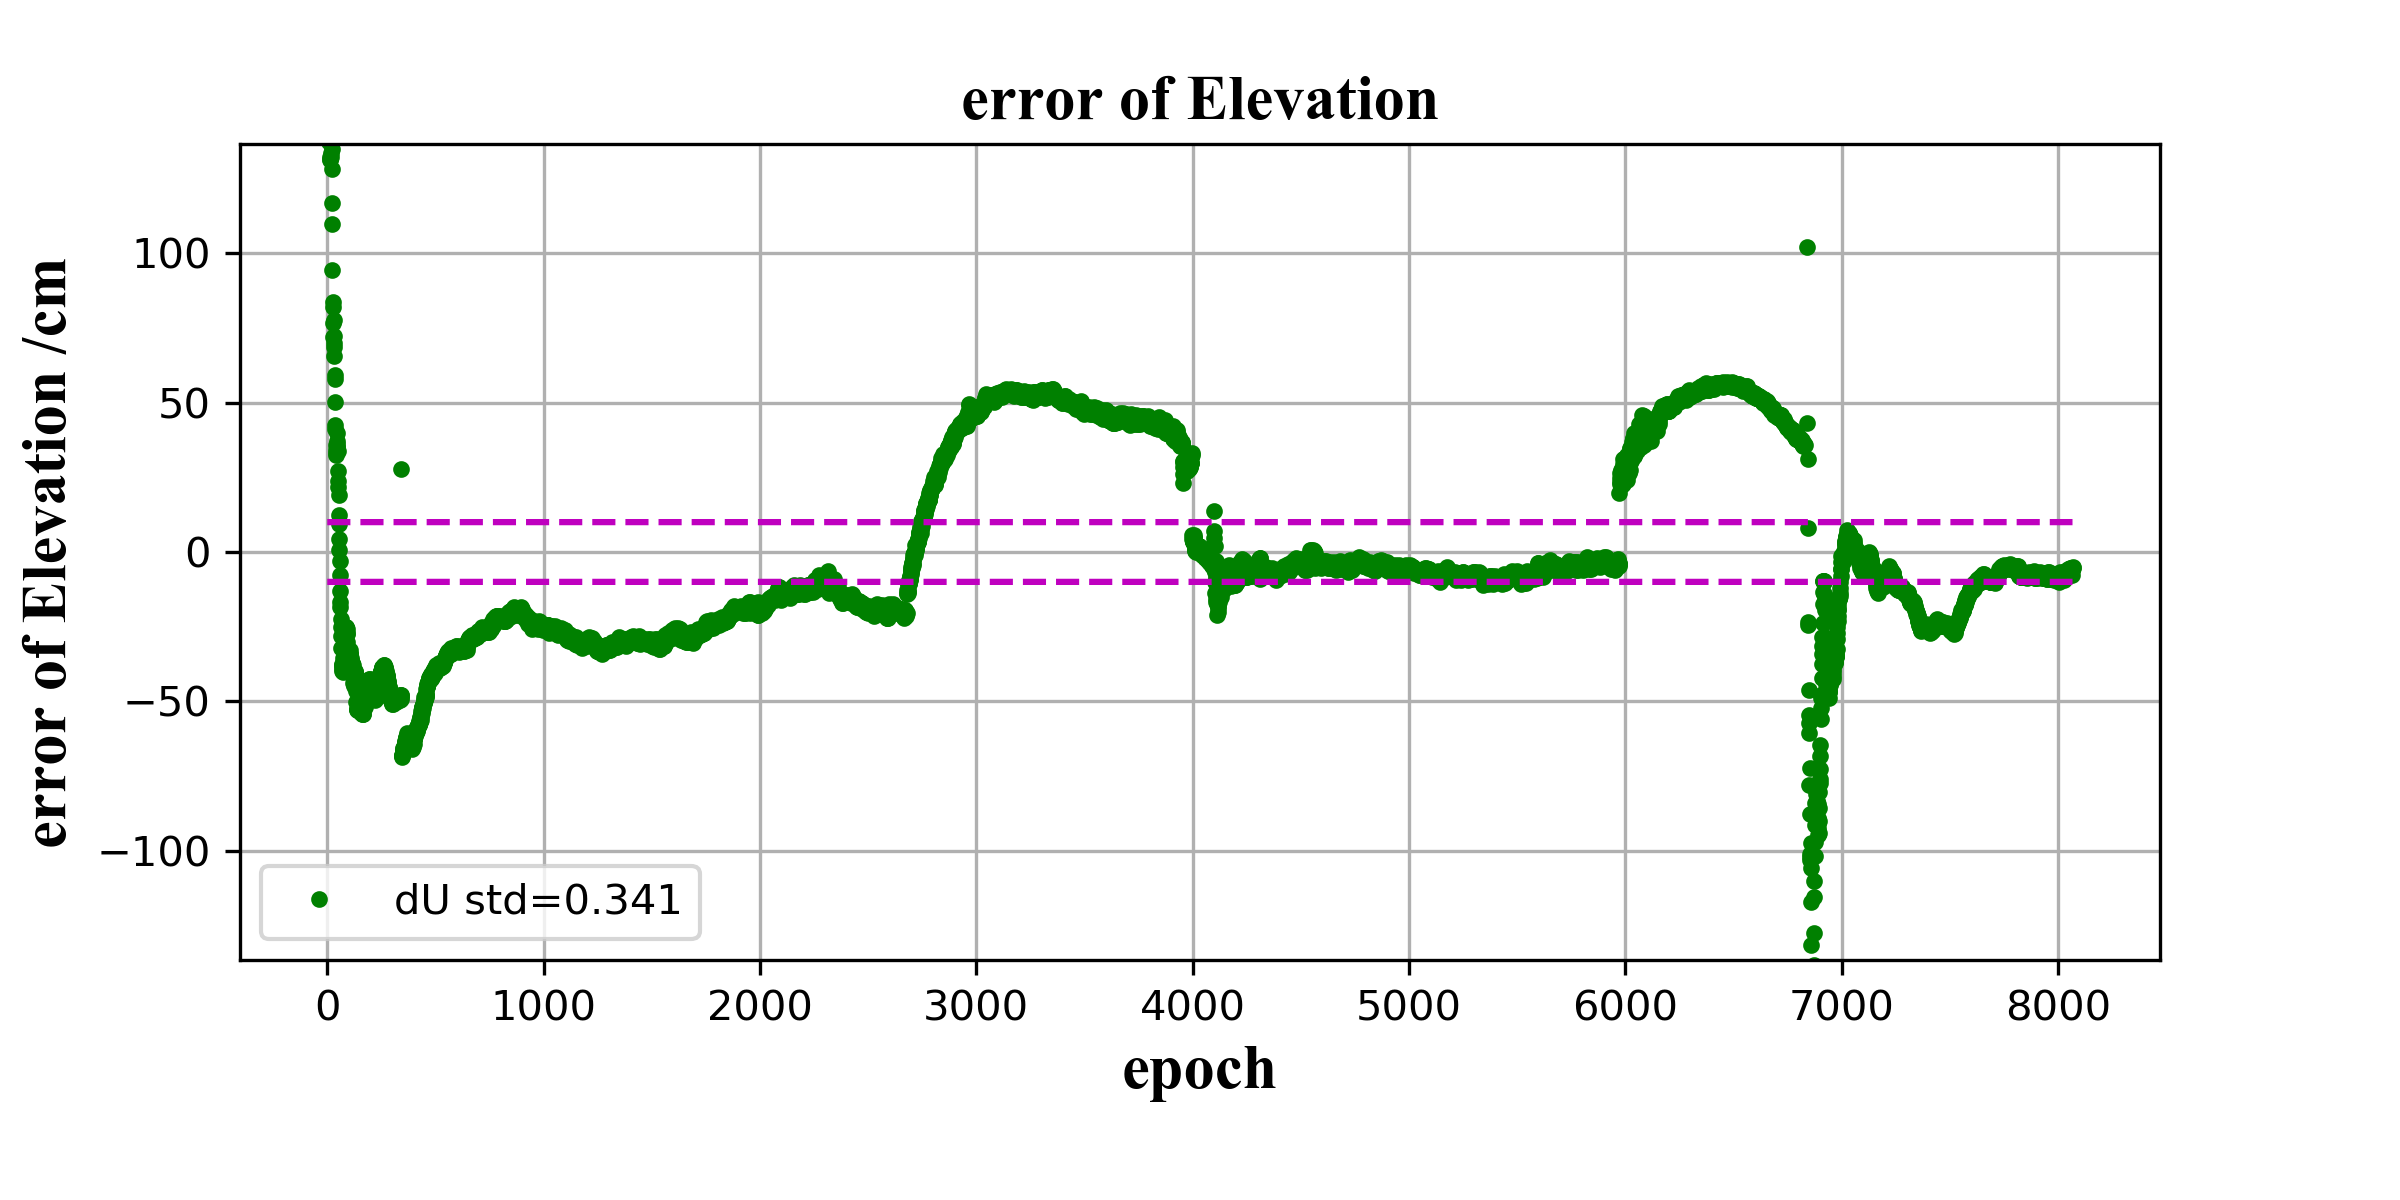 error of Elevation
error of Elevation /cm
100
50
0
−50
−100
dU std=0.341
0 1000 2000 3000 4000 5000 6000 7000 8000
epoch